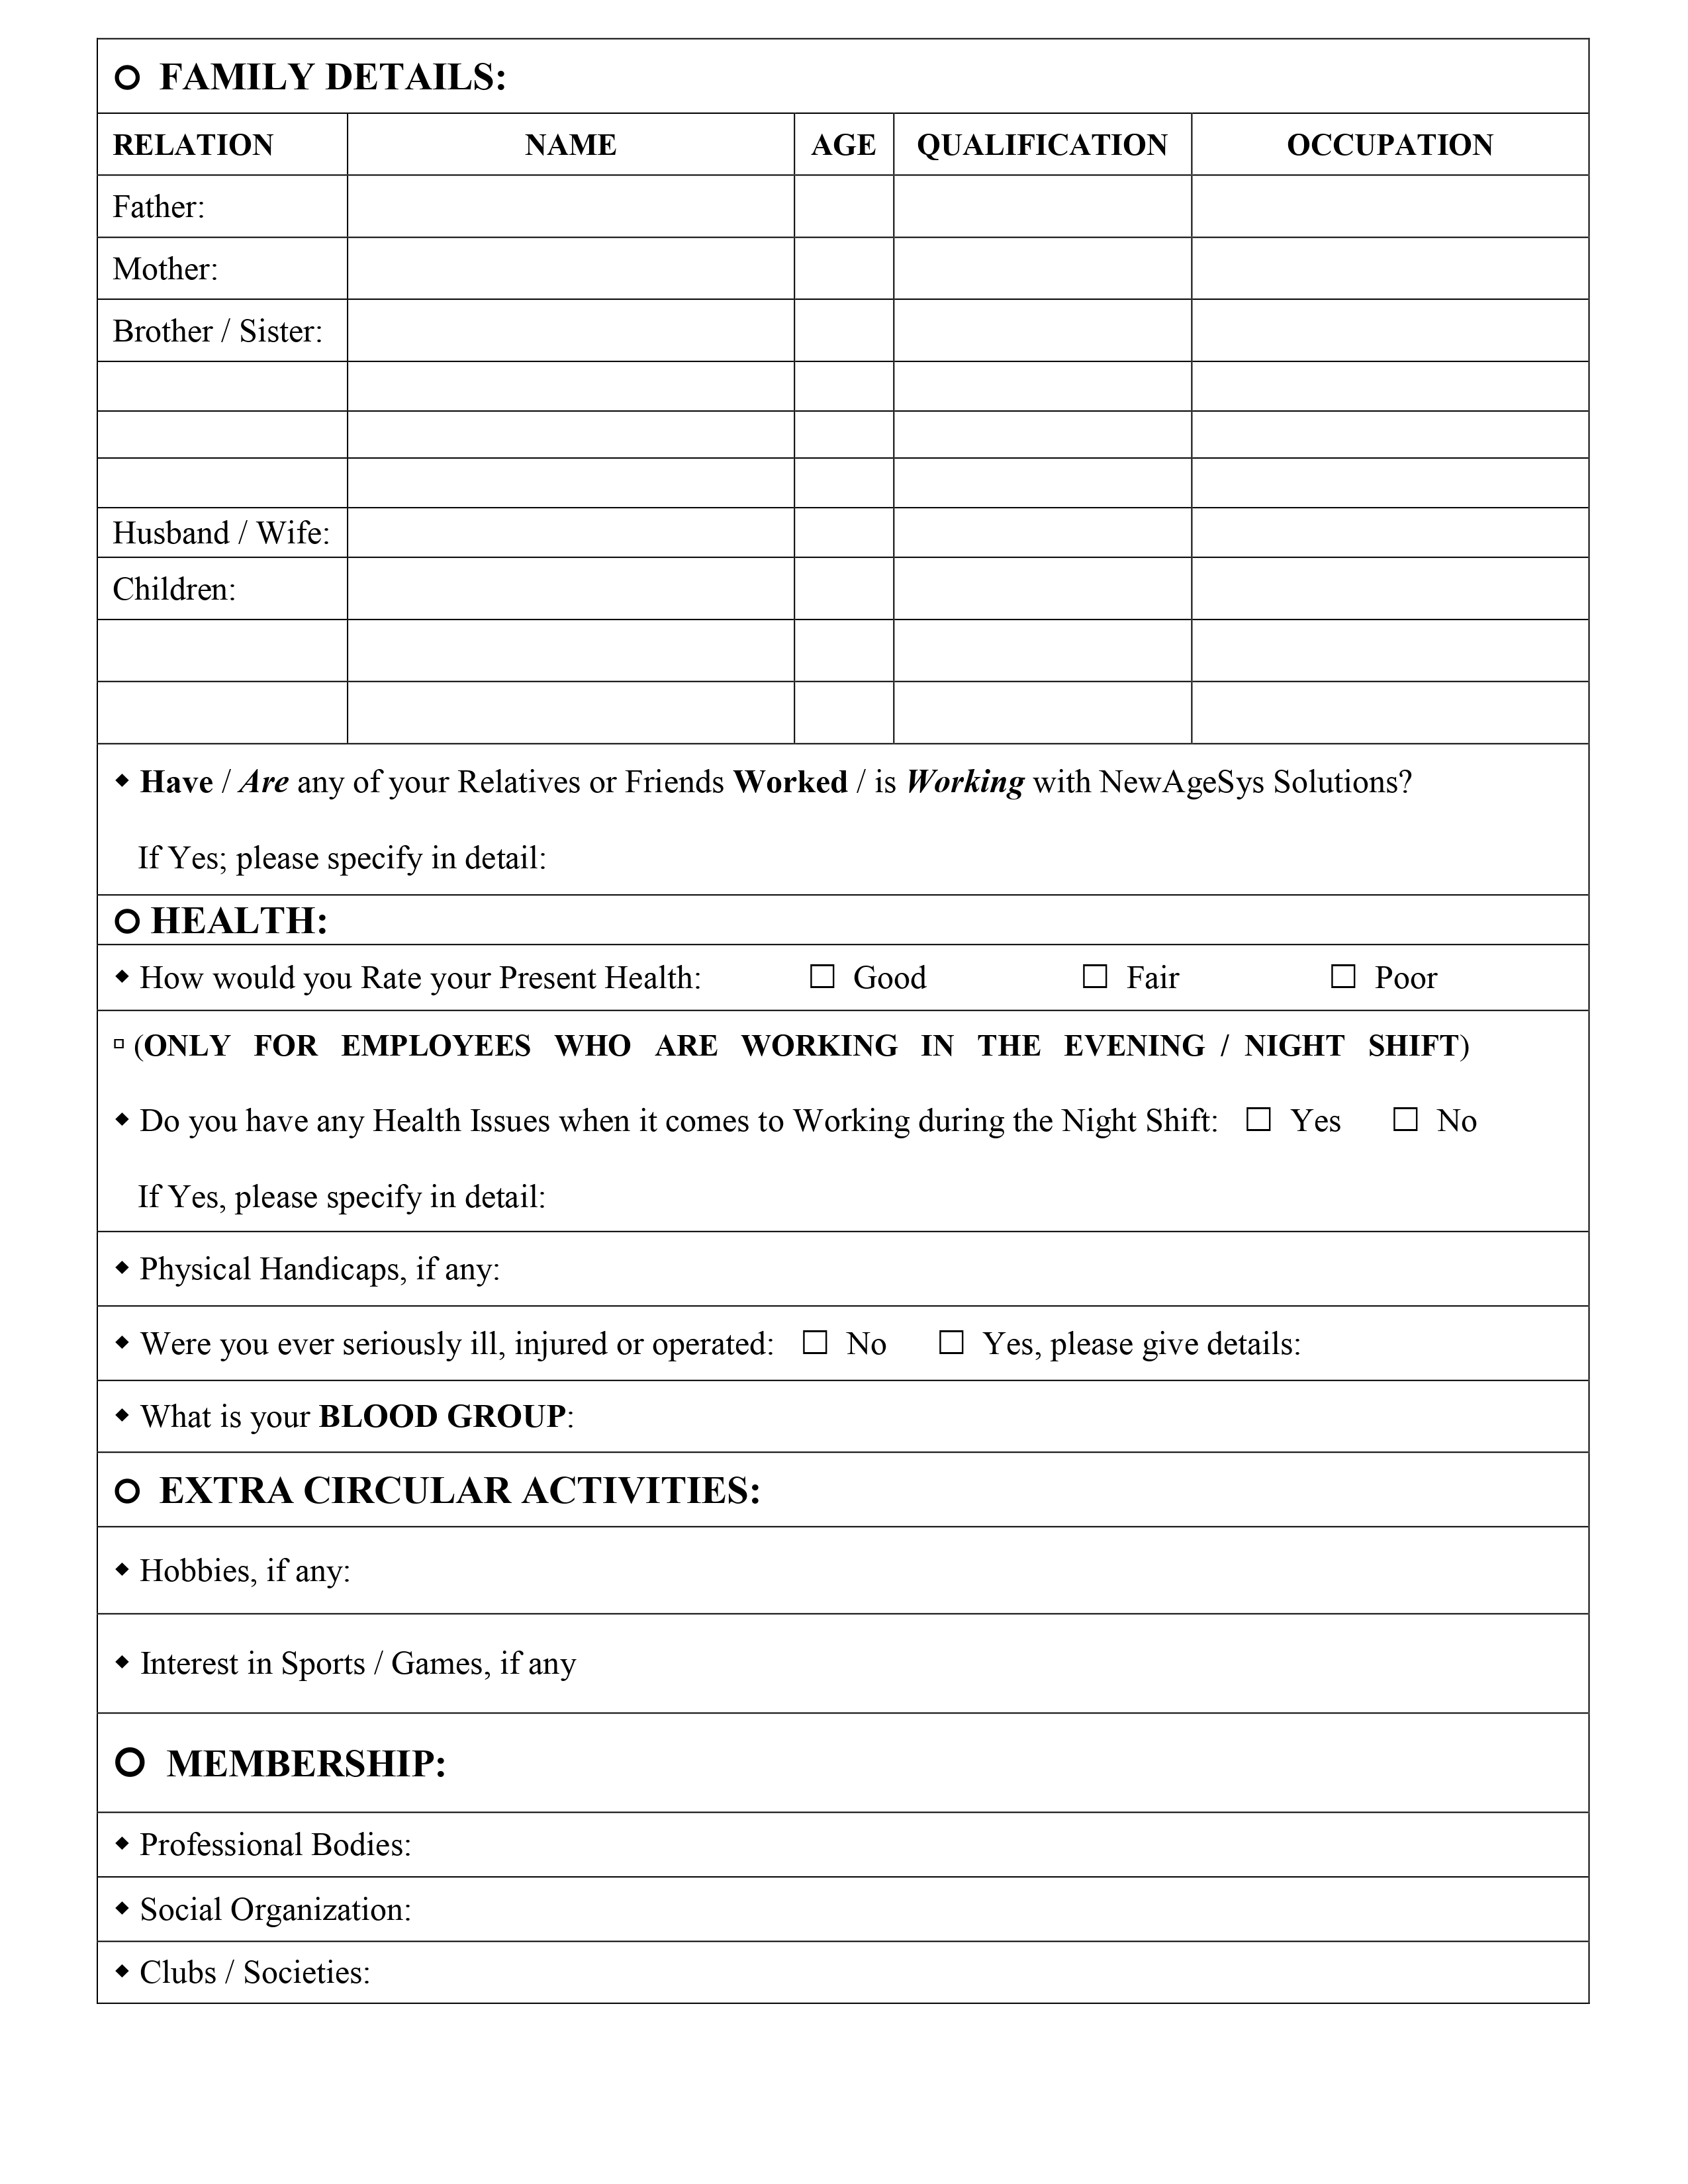 FAMILY DETAILS:
RELATION NAME AGE QUALIFICATION OCCUPATION
Father:
Mother:
Brother / Sister:
Husband / Wife:
Children:
Have / Are any of your Relatives or Friends Worked / is Working with NewAgeSys Solutions?
If Yes; please specify in detail:
HEALTH:
How would you Rate your Present Health: ☐ Good ☐ Fair ☐ Poor
(ONLY FOR EMPLOYEES WHO ARE WORKING IN THE EVENING / NIGHT SHIFT)
Do you have any Health Issues when it comes to Working during the Night Shift: ☐ Yes ☐ No
If Yes, please specify in detail:
Physical Handicaps, if any:
Were you ever seriously ill, injured or operated: ☐ No ☐ Yes, please give details:
What is your BLOOD GROUP:
EXTRA CIRCULAR ACTIVITIES:
Hobbies, if any:
Interest in Sports / Games, if any
MEMBERSHIP:
Professional Bodies:
Social Organization:
Clubs / Societies: